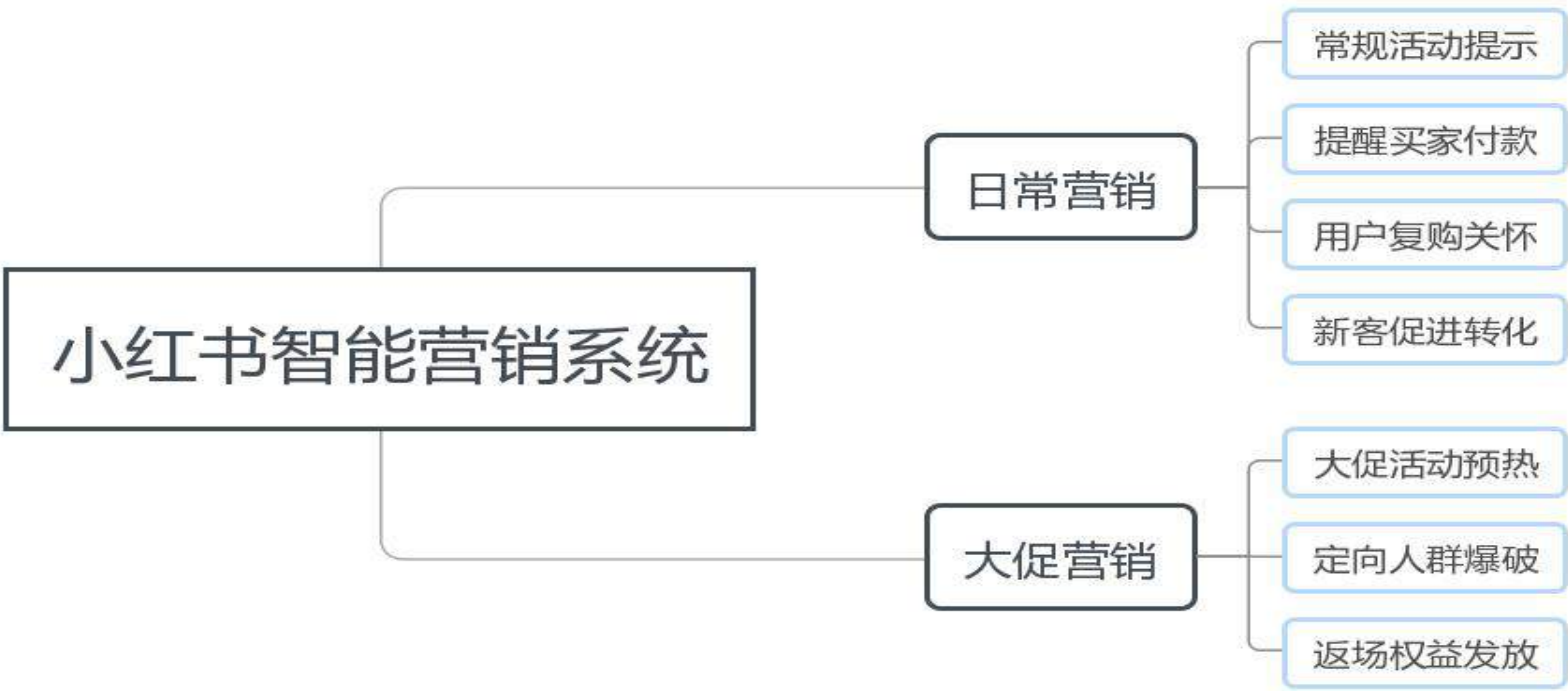 小红书智能营销系统
日常营销
常规活动提示
提醒买家付款
用户复购关怀
新客促进转化
大促营销
大促活动预热
定向人群爆破
返场权益发放